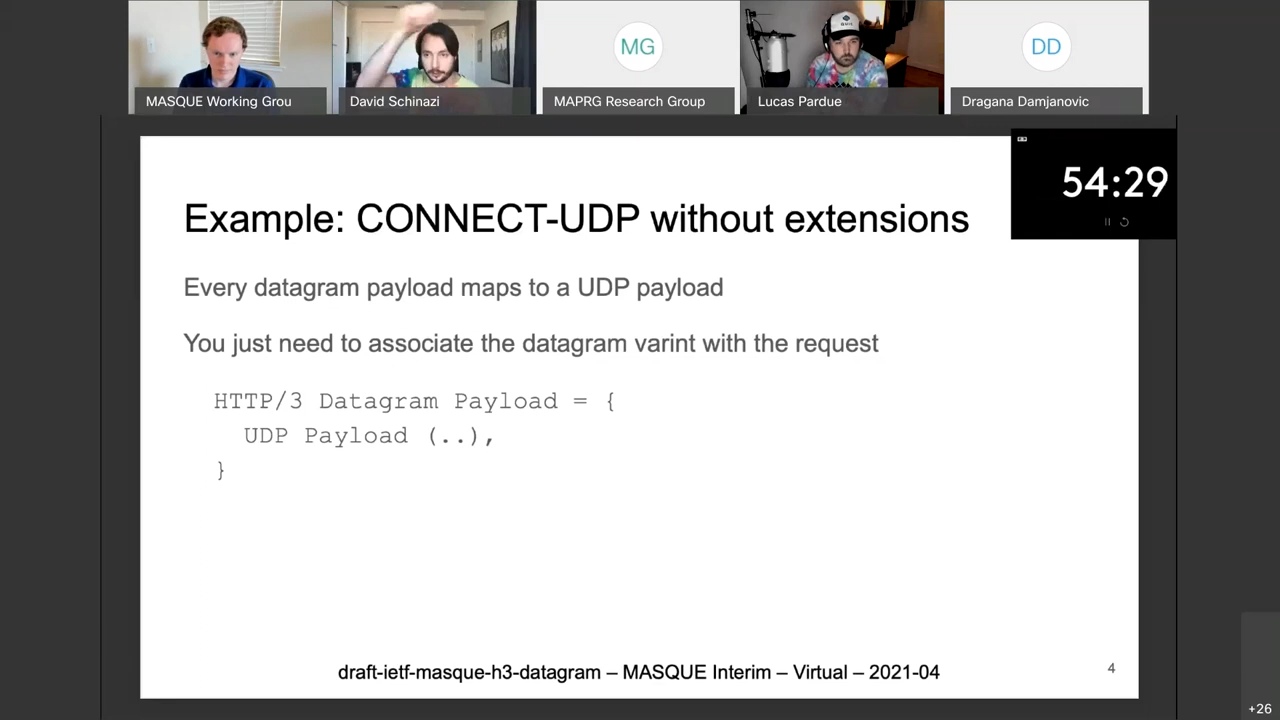 MG
DD
MASQUE Working Grou
David Schinazi
MAPRG Research Group
Lucas Pardue
Dragana Damjanovic
54:29
Example: CONNECT-UDP without extensions
Every datagram payload maps to a UDP payload
You just need to associate the datagram varint with the request
HTTP/3 Datagram Payload = {
UDP Payload (..),
}
draft-ietf-masque-h3-datagram – MASQUE Interim – Virtual – 2021-04
4
+26